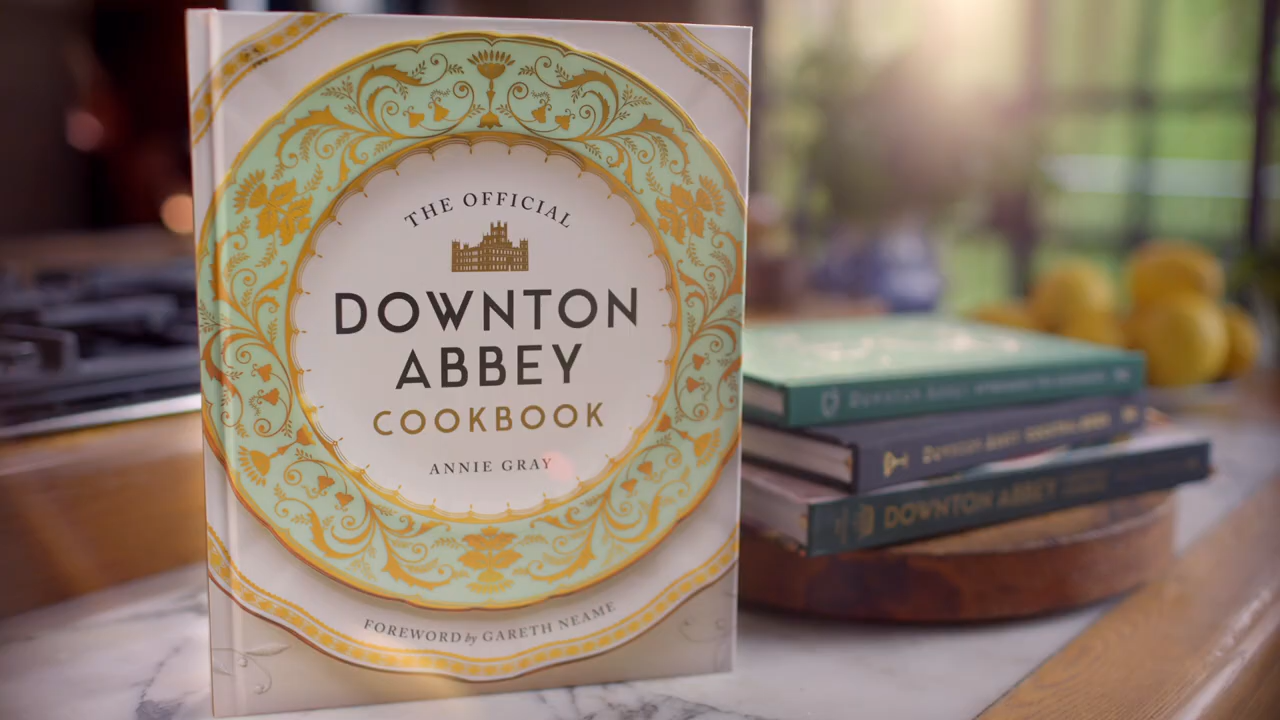 THE OFFICIAL
DOWNTON
ABBEY
COOKBOOK
ANNIE GRAY
FOREWORD by GARETH NEAME
DOWNTON ABBEY
DOWNTON ABBEY
DOWNTON ABBEY